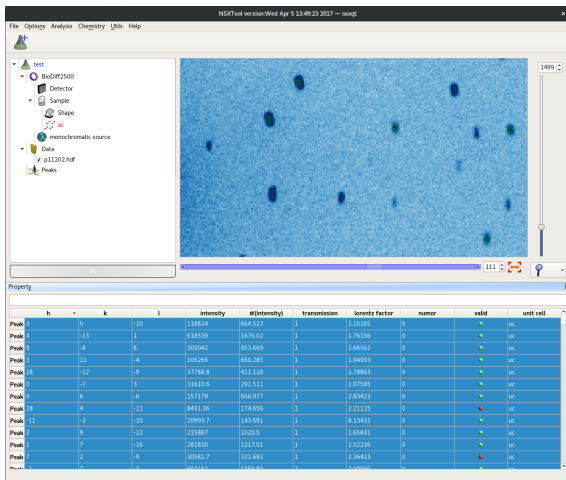 NSXTool version:Wed Apr 5 13:49:23 2017 — nsxqt
File Options Analysis Chemistry Utils Help
test
BioDiff2500
Detector
Sample
Shape
uc
monochromatic source
Data
p11202.hdf
Peaks
1499
111
Property
h k l intensity σ(intensity) transmission lorentz factor numor valid unit cell
Peak 3 5 -10 118824 664.523 1 2.15265 0 uc
Peak 4 -13 1 618539 1676.02 1 1.76156 0 uc
Peak -8 8 303042 953.669 1 2.66562 0 uc
Peak 3 11 -4 106266 660.285 1 1.94993 0 uc
Peak 18 -12 -9 37788.8 411.118 1 1.78863 0 uc
Peak 0 -7 3 31610.6 291.511 1 2.97585 0 uc
Peak 0 6 -6 157179 666.077 1 2.83423 0 uc
Peak 18 4 -11 8431.36 174.656 1 2.21115 0 uc
Peak -11 -3 -10 20993.7 143.691 1 8.13431 0 uc
Peak 2 9 -12 215887 1020.5 1 1.65841 0 uc
Peak 1 7 -16 281830 1217.01 1 1.52226 0 uc
Peak 7 2 -9 30581.7 321.692 1 2.36413 0 uc